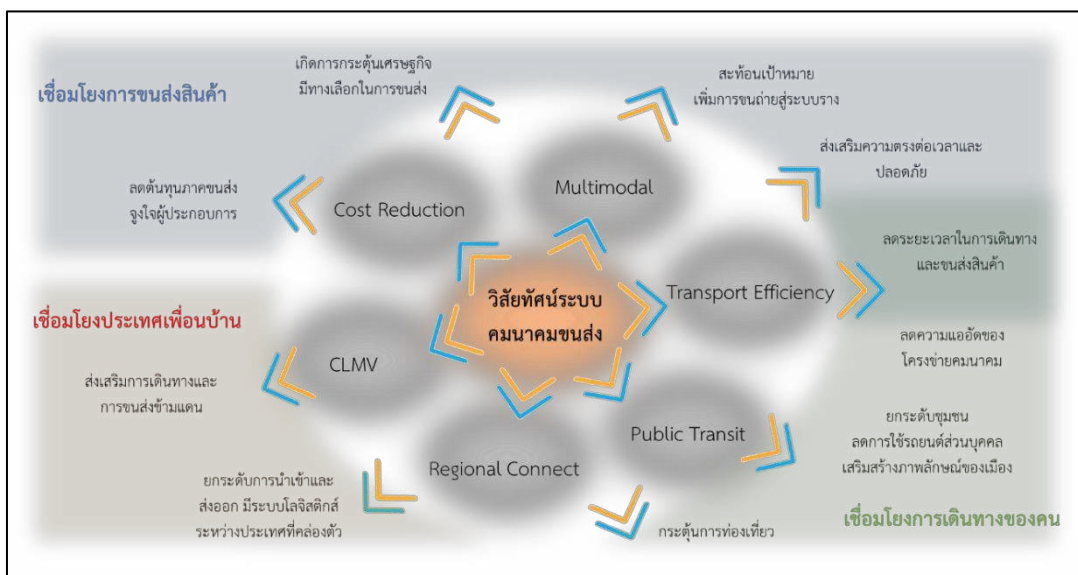 เกิดการกระตุ้นเศรษฐกิจ
มีทางเลือกในการขนส่ง
สะท้อนเป้าหมาย
เพิ่มการขนถ่ายสู่ระบบราง
เชื่อมโยงการขนส่งสินค้า
ส่งเสริมความตรงต่อเวลาและ
ปลอดภัย
ลดต้นทุนภาคขนส่ง
จูงใจผู้ประกอบการ
Cost Reduction
Multimodal
ลดระยะเวลาในการเดินทาง
และขนส่งสินค้า
Transport Efficiency
วิสัยทัศน์ระบบ
คมนาคมขนส่ง
เชื่อมโยงประเทศเพื่อนบ้าน
ลดความแออัดของ
โครงข่ายคมนาคม
CLMV
ส่งเสริมการเดินทางและ
การขนส่งข้ามแดน
Public Transit
ยกระดับชุมชน
ลดการใช้รถยนต์ส่วนบุคคล
เสริมสร้างภาพลักษณ์ของเมือง
Regional Connect
ยกระดับการนำเข้าและ
ส่งออก มีระบบโลจิสติกส์
ระหว่างประเทศที่คล่องตัว
กระตุ้นการท่องเที่ยว
เชื่อมโยงการเดินทางของคน